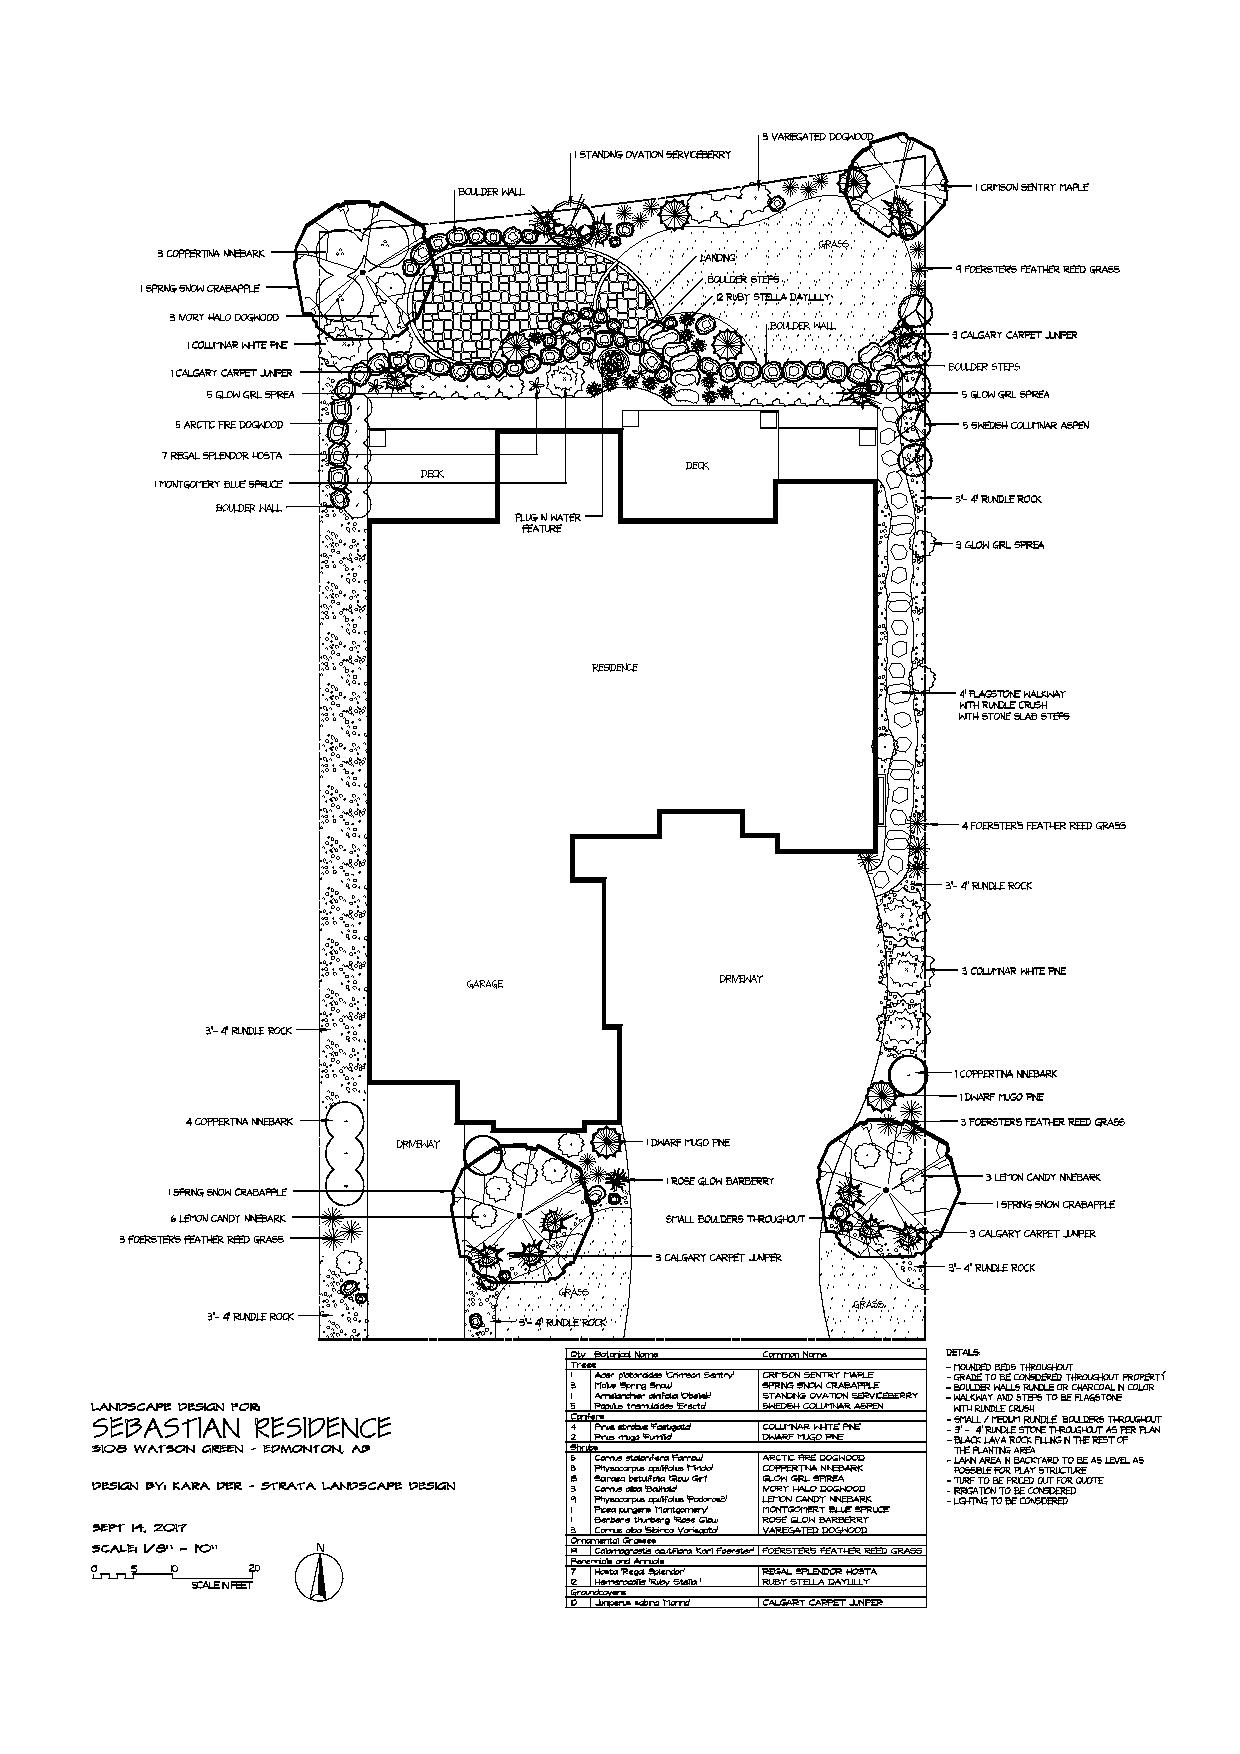 3 VARIEGATED DOGWOOD
1 STANDING OVATION SERVICEBERRY
BOULDER WALL
1 CRIMSON SENTRY MAPLE
3 COPPERTINA NINEBARK
1 SPRING SNOW CRABAPPLE
3 IVORY HALO DOGWOOD
1 COLUMNAR WHITE PINE
1 CALGARY CARPET JUNIPER
5 GLOW GIRL SPIREA
5 ARCTIC FIRE DOGWOOD
7 REGAL SPLENDOR HOSTA
1 MONTGOMERY BLUE SPRUCE
BOULDER WALL
GRASS
LANDING
BOULDER STEPS
12 RUBY STELLA DAYLILLY
BOULDER WALL
9 FOERSTER'S FEATHER REED GRASS
3 CALGARY CARPET JUNIPER
BOULDER STEPS
5 GLOW GIRL SPIREA
5 SWEDISH COLUMNAR ASPEN
3"- 4" RUNDLE ROCK
3 GLOW GIRL SPIREA
DECK
DECK
PLUG IN WATER
FEATURE
RESIDENCE
4' FLAGSTONE WALKWAY
WITH RUNDLE CRUSH
WITH STONE SLAB STEPS
4 FOERSTER'S FEATHER REED GRASS
3"- 4" RUNDLE ROCK
3 COLUMNAR WHITE PINE
GARAGE
DRIVEWAY
3"- 4" RUNDLE ROCK
1 COPPERTINA NINEBARK
1 DWARF MUGO PINE
3 FOERSTER'S FEATHER REED GRASS
4 COPPERTINA NINEBARK
DRIVEWAY
1 DWARF MUGO PINE
3 LEMON CANDY NINEBARK
1 ROSE GLOW BARBERRY
1 SPRING SNOW CRABAPPLE
1 SPRING SNOW CRABAPPLE
6 LEMON CANDY NINEBARK
SMALL BOULDERS THROUGHOUT
3 FOERSTER'S FEATHER REED GRASS
3 CALGARY CARPET JUNIPER
3 CALGARY CARPET JUNIPER
3"- 4" RUNDLE ROCK
GRASS
GRASS
3"- 4" RUNDLE ROCK
3"- 4" RUNDLE ROCK
Qty Botanical Name Common Name
Trees
1 Acer platanoides 'Crimson Sentry' CRIMSON SENTRY MAPLE
3 Malus 'Spring Snow' SPRING SNOW CRABAPPLE
1 Amelanchier alnifolia 'Obelisk' STANDING OVATION SERVICEBERRY
5 Populus tremuloides 'Erecta' SWEDISH COLUMNAR ASPEN
Conifers
4 Pinus strobus 'Fastigiata' COLUMNAR WHITE PINE
2 Pinus mugo 'Pumilio' DWARF MUGO PINE
Shrubs
Cornus stolonifera 'Farrow' ARCTIC FIRE DOGWOOD
8 Physocarpus opulifolius 'Mindia' COPPERTINA NINEBARK
Spiraea betulifolia 'Glow Girl' GLOW GIRL SPIREA
3 Cornus alba 'Bailhalo' IVORY HALO DOGWOOD
9 Physocarpus opulifolius LEMON CANDY NINEBARK
1 Picea pungens 'Montgomery' MONTGOMERY BLUE SPRUCE
1 Berberis thunbergii 'Rose Glow' ROSE GLOW BARBERRY
3 Cornus alba 'Sibirica Variegata' VARIEGATED DOGWOOD
Ornamental Grasses
19 Calamagrostis acutiflora 'Karl Foerster' FOERSTER'S FEATHER REED GRASS
Perennials and Annuals
7 Hosta 'Regal Splendor' REGAL SPLENDOR HOSTA
12 Hemerocallis 'Ruby Stella' RUBY STELLA DAYLILLY
Groundcovers
10 Juniperus sabina 'Monna' CALGARY CARPET JUNIPER
DETAILS:
- MOUNDED BEDS THROUGHOUT
- GRADE TO BE CONSIDERED THROUGHOUT PROPERTY
- BOULDER WALLS RUNDLE OR CHARCOAL IN COLOR
- WALKWAY AND STEPS TO BE FLAGSTONE
WITH RUNDLE CRUSH
- SMALL / MEDIUM RUNDLE BOULDERS THROUGHOUT
- 3" - 4" RUNDLE STONE THROUGHOUT AS PER PLAN
- BLACK LAVA ROCK FILLING IN THE REST OF
THE PLANTING AREA
- LAWN AREA IN BACKYARD TO BE AS LEVEL AS
POSSIBLE FOR PLAY STRUCTURE
- TURF TO BE PRICED OUT FOR QUOTE
- IRRIGATION TO BE CONSIDERED
- LIGHTING TO BE CONSIDERED
LANDSCAPE DESIGN FOR:
SEBASTIAN RESIDENCE
3108 WATSON GREEN - EDMONTON, AB
DESIGN BY: KARA DER - STRATA LANDSCAPE DESIGN
SEPT 14, 2017
SCALE: 1/8" - 1'0"
0 5 10 20
SCALE IN FEET
N